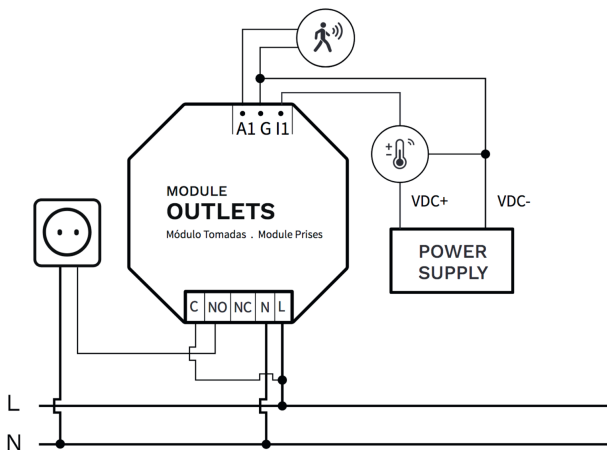 A1 G I1
MODULE
OUTLETS
Módulo Tomadas . Module Prises
VDC+ VDC-
POWER
SUPPLY
C NO NC N L
L
N